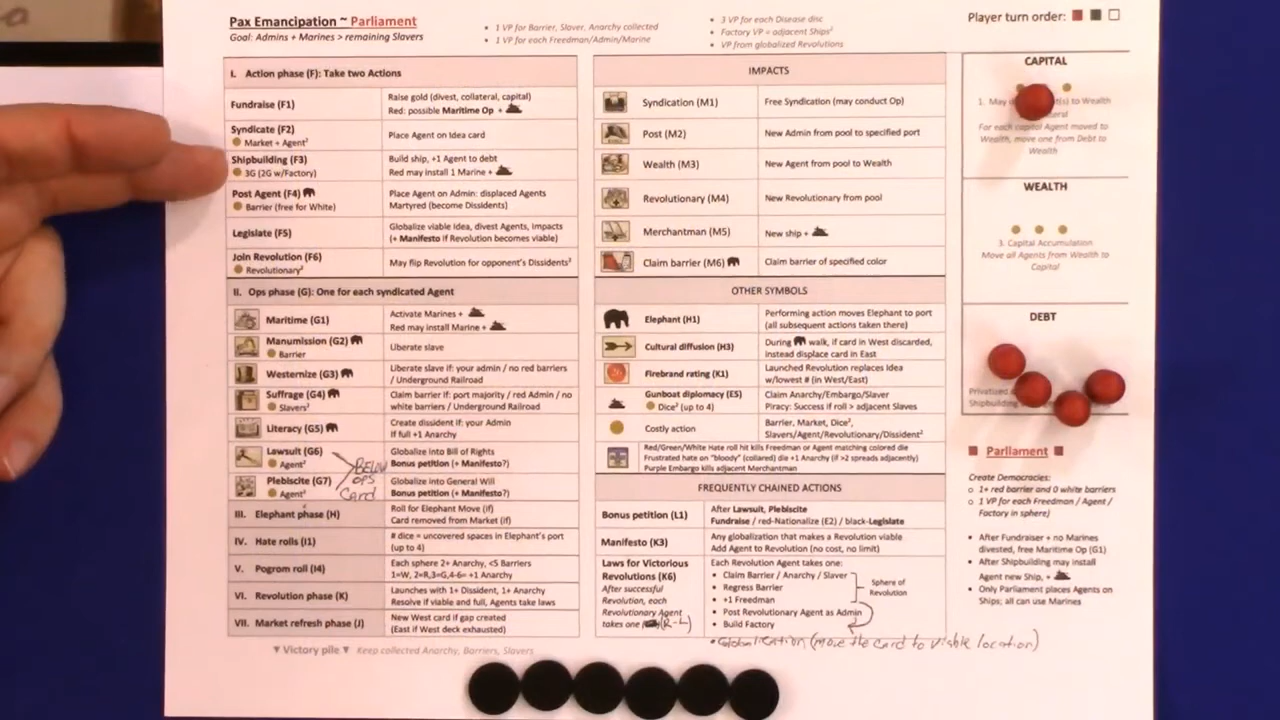 Pax Emancipation ~ Parliament
Goal: Admins + Marines > remaining Slavers
• 1 VP for Barrier, Slaver, Anarchy collected
• 1 VP for each Freedman/Admin/Marine
• 3 VP for each Disease disc
• Factory VP = adjacent Ships²
• VP from globalized Revolutions
Player turn order:
I. Action phase (F): Take two Actions
Fundraise (F1)
Raise gold (divest, collateral, capital)
Red: possible Maritime Op +
Syndicate (F2)
Market + Agent²
Place Agent on Idea card
Shipbuilding (F3)
3G (2G w/Factory)
Build ship, +1 Agent to debt
Red may install 1 Marine +
Post Agent (F4)
Barrier (free for White)
Place Agent on Admin: displaced Agents
Martyred (become Dissidents)
Legislate (F5)
Globalize viable Idea, divest Agents, Impacts
(+ Manifesto if Revolution becomes viable)
Join Revolution (F6)
Revolutionary²
May flip Revolution for opponent's Dissidents²
II. Ops phase (G): One for each syndicated Agent
Maritime (G1)
Activate Marines +
Red may install Marine +
Manumission (G2)
Barrier
Liberate slave
Westernize (G3)
Liberate slave if: your admin / no red barriers
/ Underground Railroad
Suffrage (G4)
Slavers²
Claim barrier if: port majority / red Admin / no
white barriers / Underground Railroad
Literacy (G5)
Create dissident if: your Admin
If full +1 Anarchy
Lawsuit (G6)
Agent²
Globalize into Bill of Rights
Bonus petition (+ Manifesto?)
Plebiscite (G7)
Agent²
Globalize into General Will
Bonus petition (+ Manifesto?)
BELOW
OPS
CARD
III. Elephant phase (H)
Roll for Elephant Move (if)
Card removed from Market (if)
IV. Hate rolls (I1)
# dice = uncovered spaces in Elephant's port
(up to 4)
V. Pogrom roll (I4)
Each sphere 2+ Anarchy, <5 Barriers
1=W, 2=R,3=G,4-6= +1 Anarchy
VI. Revolution phase (K)
Launches with 1+ Dissident, 1+ Anarchy
Resolve if viable and full, Agents take laws
VII. Market refresh phase (J)
New West card if gap created
(East if West deck exhausted)
▼ Victory pile ▼ Keep collected Anarchy, Barriers, Slavers
IMPACTS
Syndication (M1)
Free Syndication (may conduct Op)
Post (M2)
New Admin from pool to specified port
Wealth (M3)
New Agent from pool to Wealth
Revolutionary (M4)
New Revolutionary from pool
Merchantman (M5)
New ship +
Claim barrier (M6)
Claim barrier of specified color
OTHER SYMBOLS
Elephant (H1)
Performing action moves Elephant to port
(all subsequent actions taken there)
Cultural diffusion (H3)
During walk, if card in West discarded,
instead displace card in East
Firebrand rating (K1)
Launched Revolution replaces Idea
w/lowest # (in West/East)
Gunboat diplomacy (E5)
Dice² (up to 4)
Claim Anarchy/Embargo/Slaver
Piracy: Success if roll > adjacent Slaves
Costly action
Barrier, Market, Dice²,
Slavers/Agent/Revolutionary/Dissident²
Red/Green/White Hate roll hit kills Freedman or Agent matching colored die
Frustrated hate on "bloody" (collared) die +1 Anarchy (if >2 spreads adjacently)
Purple Embargo kills adjacent Merchantman
FREQUENTLY CHAINED ACTIONS
Bonus petition (L1)
After Lawsuit, Plebiscite
Fundraise / red-Nationalize (E2) / black-Legislate
Manifesto (K3)
Any globalization that makes a Revolution viable
Add Agent to Revolution (no cost, no limit)
Laws for Victorious
Revolutions (K6)
After successful
Revolution, each
Revolutionary Agent
takes one (R-L)
Each Revolution Agent takes one:
• Claim Barrier / Anarchy / Slaver
• Regress Barrier
• +1 Freedman
• Post Revolutionary Agent as Admin
• Build Factory
Sphere of
Revolution
• Globalization (move the card to viable location)
CAPITAL
1. May to Wealth
For each capital Agent moved to
Wealth, move one from Debt to
Wealth
WEALTH
3. Capital Accumulation
Move all Agents from Wealth to
Capital
DEBT
Shipbuilding
Parliament
Create Democracies:
o 1+ red barrier and 0 white barriers
o 1 VP for each Freedman / Agent /
Factory in sphere)
• After Fundraiser + no Marines
divested, free Maritime Op (G1)
• After Shipbuilding may install
Agent new Ship, +
• Only Parliament places Agents on
Ships; all can use Marines